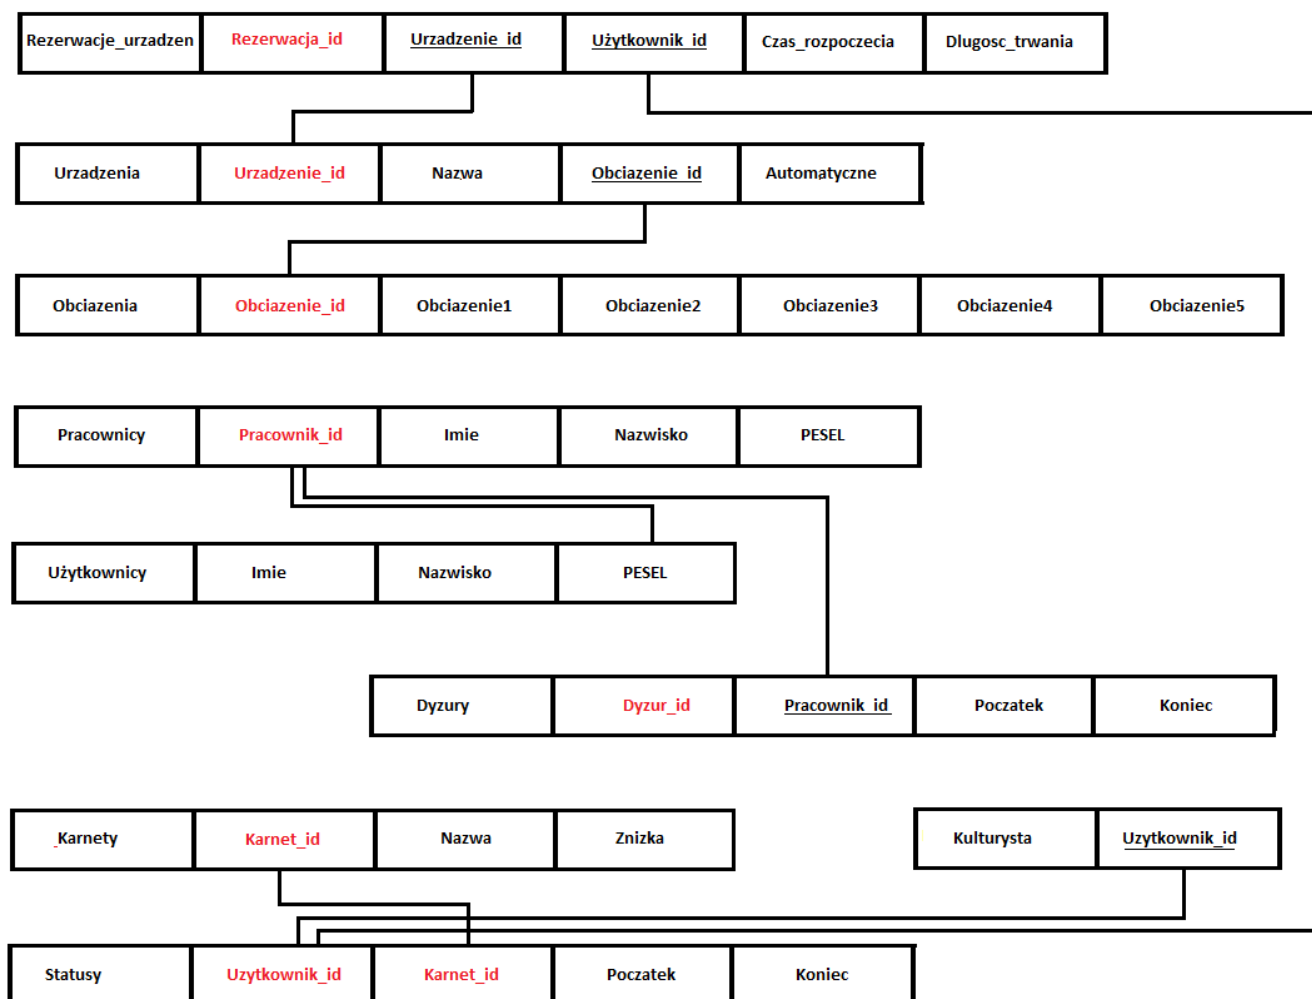 Rezerwacje_urzadzen Rezerwacja_id Urzadzenie_id Użytkownik_id Czas_rozpoczecia Dlugosc_trwania
Urzadzenia Urzadzenie_id Nazwa Obciazenie_id Automatyczne
Obciazenia Obciazenie_id Obciazenie1 Obciazenie2 Obciazenie3 Obciazenie4 Obciazenie5
Pracownicy Pracownik_id Imie Nazwisko PESEL
Użytkownicy Imie Nazwisko PESEL
Dyzury Dyzur_id Pracownik_id Poczatek Koniec
Karnety Karnet_id Nazwa Znizka Kulturysta Uzytkownik_id
Statusy Uzytkownik_id Karnet_id Poczatek Koniec